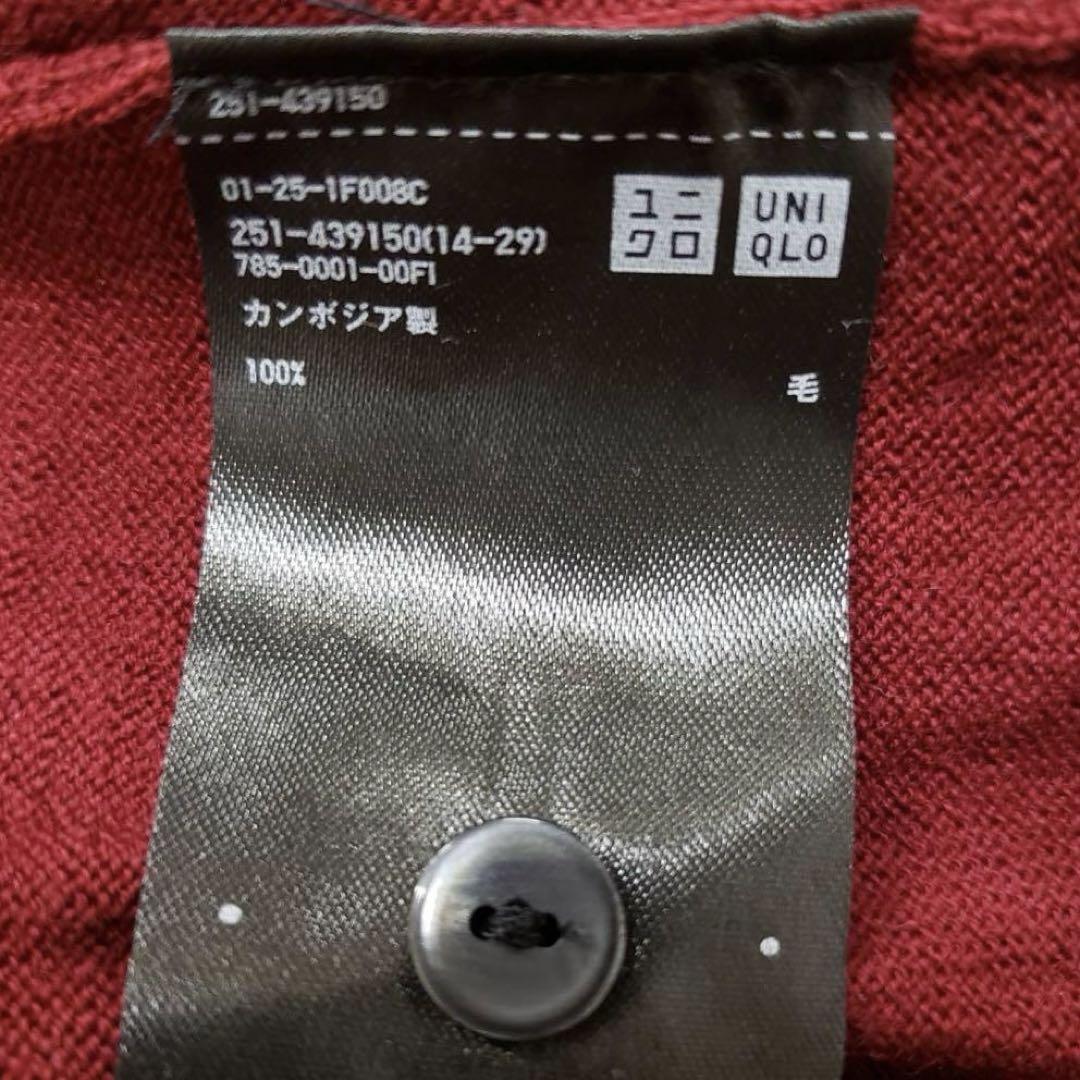 251-439150
01-25-1F008C
251-439150(14-29)
785-0001-00F1
カンボジア製
100% 毛
ユニ
クロ
UNI
QLO